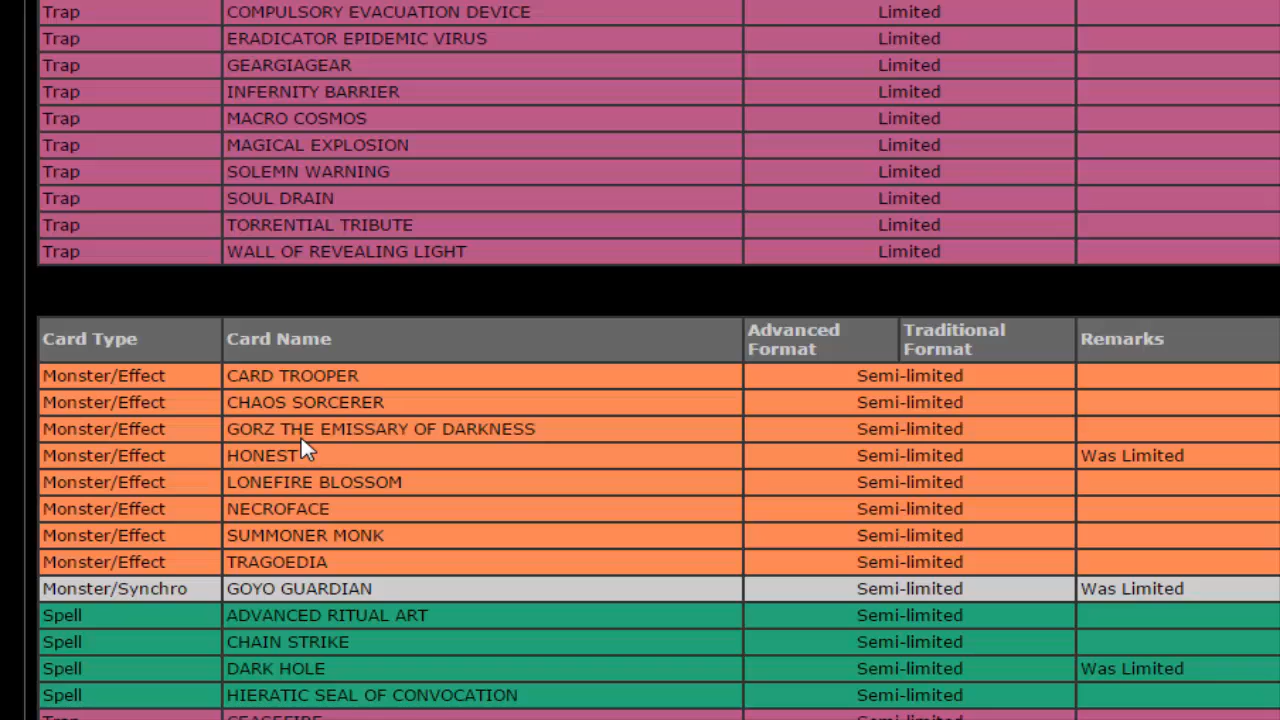 Trap COMPULSORY EVACUATION DEVICE Limited
Trap ERADICATOR EPIDEMIC VIRUS Limited
Trap GEARGIAGEAR Limited
Trap INFERNITY BARRIER Limited
Trap MACRO COSMOS Limited
Trap MAGICAL EXPLOSION Limited
Trap SOLEMN WARNING Limited
Trap SOUL DRAIN Limited
Trap TORRENTIAL TRIBUTE Limited
Trap WALL OF REVEALING LIGHT Limited
Card Type Card Name Advanced Format Traditional Format Remarks
Monster/Effect CARD TROOPER Semi-limited
Monster/Effect CHAOS SORCERER Semi-limited
Monster/Effect GORZ THE EMISSARY OF DARKNESS Semi-limited
Monster/Effect HONEST Semi-limited Was Limited
Monster/Effect LONEFIRE BLOSSOM Semi-limited
Monster/Effect NECROFACE Semi-limited
Monster/Effect SUMMONER MONK Semi-limited
Monster/Effect TRAGOEDIA Semi-limited
Monster/Synchro GOYO GUARDIAN Semi-limited Was Limited
Spell ADVANCED RITUAL ART Semi-limited
Spell CHAIN STRIKE Semi-limited
Spell DARK HOLE Semi-limited Was Limited
Spell HIERATIC SEAL OF CONVOCATION Semi-limited
Trap CEASEFIRE Semi-limited